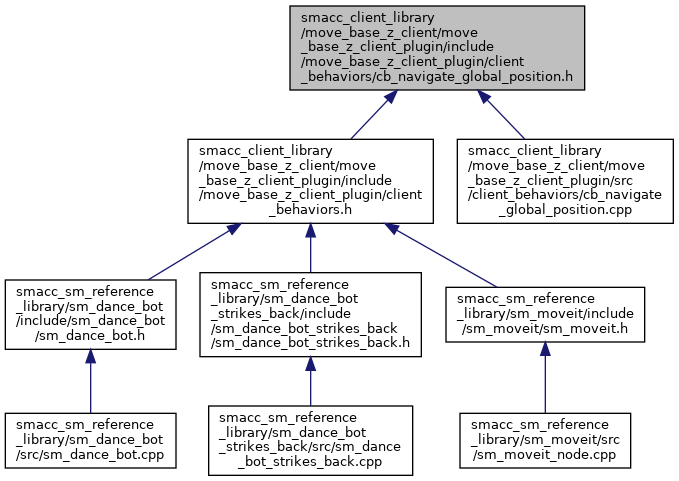 smacc_client_library
/move_base_z_client/move
_base_z_client_plugin/include
/move_base_z_client_plugin/client
_behaviors/cb_navigate_global_position.h
smacc_client_library
/move_base_z_client/move
_base_z_client_plugin/include
/move_base_z_client_plugin/client
_behaviors.h
smacc_client_library
/move_base_z_client/move
_base_z_client_plugin/src
/client_behaviors/cb_navigate
_global_position.cpp
smacc_sm_reference
_library/sm_dance_bot
/include/sm_dance_bot
/sm_dance_bot.h
smacc_sm_reference
_library/sm_dance_bot
_strikes_back/include
/sm_dance_bot_strikes_back
/sm_dance_bot_strikes_back.h
smacc_sm_reference
_library/sm_moveit/include
/sm_moveit/sm_moveit.h
smacc_sm_reference
_library/sm_dance_bot
/src/sm_dance_bot.cpp
smacc_sm_reference
_library/sm_dance_bot
_strikes_back/src/sm_dance
_bot_strikes_back.cpp
smacc_sm_reference
_library/sm_moveit/src
/sm_moveit_node.cpp